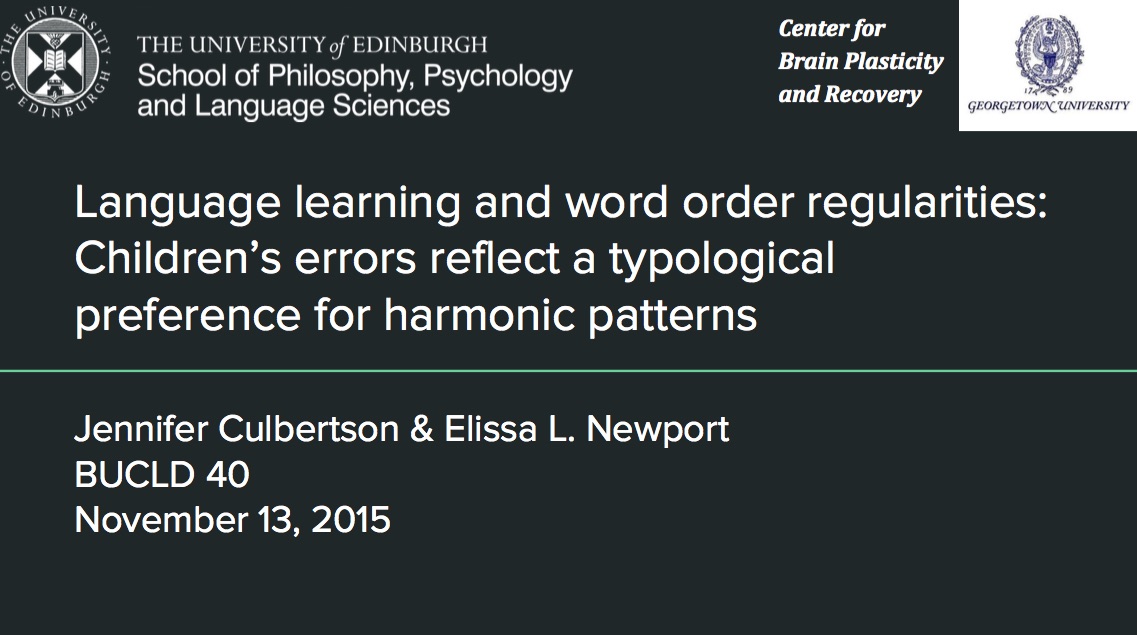 THE UNIVERSITY OF EDINBURGH
THE UNIVERSITY of EDINBURGH
School of Philosophy, Psychology
and Language Sciences
Center for
Brain Plasticity
and Recovery
17 89
GEORGETOWN UNIVERSITY
Language learning and word order regularities:
Children’s errors reflect a typological
preference for harmonic patterns
Jennifer Culbertson & Elissa L. Newport
BUCLD 40
November 13, 2015